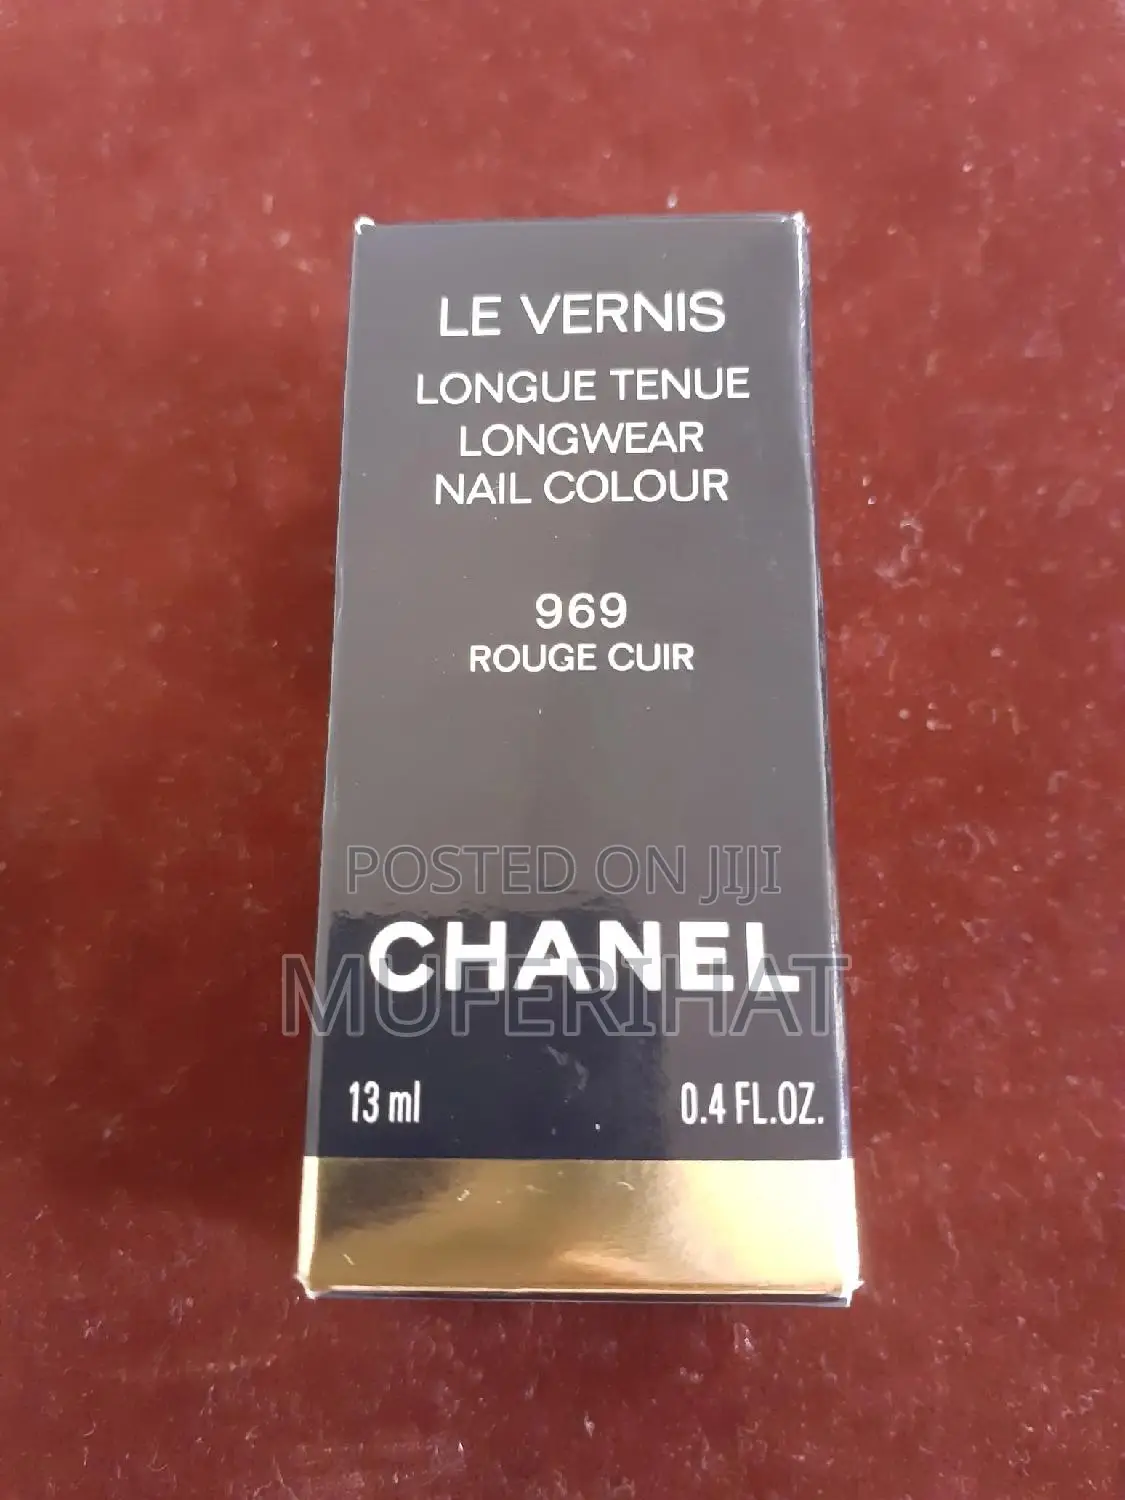 LE VERNIS
LONGUE TENUE
LONGWEAR
NAIL COLOUR
969
ROUGE CUIR
POSTED ON JIJI
CHANEL
MUFERIHAT
13 ml 0.4 FL.OZ.